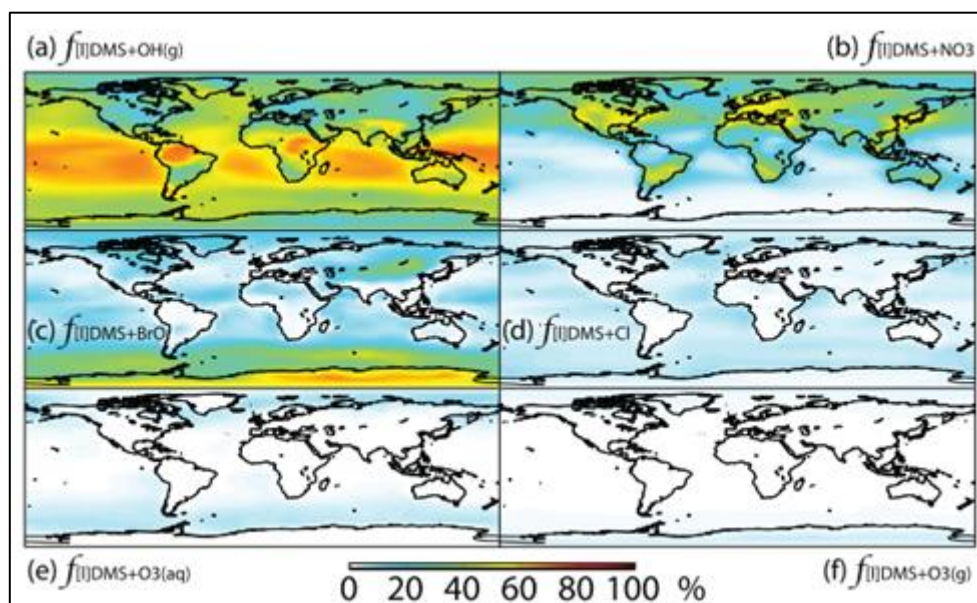 (a) f[l]DMS+OH(g) (b) f[l]DMS+NO3
(c) f[l]DMS+BrO (d) f[l]DMS+Cl
(e) f[l]DMS+O3(aq) (f) f[l]DMS+O3(g)
0 20 40 60 80 100 %